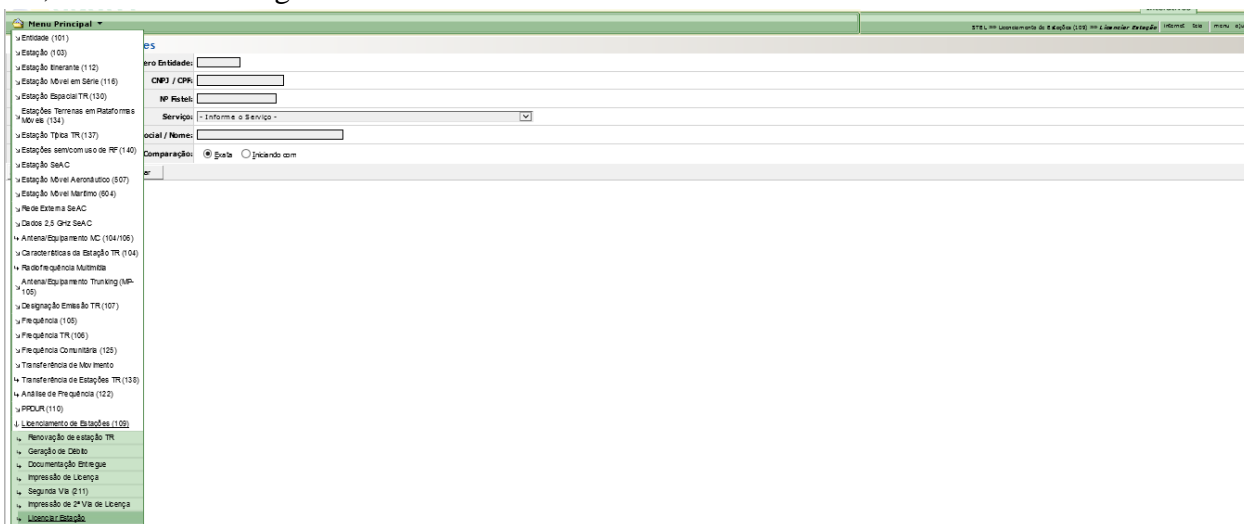 Menu Principal
STEL »» Licenciamento de Estações (109) »» Licenciar Estação internet tela menu aju
Entidade (101)
Estação (103)
Estação Itinerante (112)
Estação Móvel em Série (116)
Estação Espacial TR (130)
Estações Terrenas em Plataformas
Móveis (134)
Estação Típica TR (137)
Estações sem/com uso de RF (140)
Estação SeAC
Estação Móvel Aeronáutico (507)
Estação Móvel Marítimo (604)
Rede Externa SeAC
Dados 2,5 GHz SeAC
Antena/Equipamento MC (104/106)
Características da Estação TR (104)
Radiofrequência Multimídia
Antena/Equipamento Trunking (MP-
105)
Designação Emissão TR (107)
Frequência (105)
Frequência TR (106)
Frequência Comunitária (125)
Transferência de Movimento
Transferência de Estações TR (138)
Análise de Frequência (122)
PPDUR (110)
Licenciamento de Estações (109)
Renovação de estação TR
Geração de Débito
Documentação Entregue
Impressão de Licença
Segunda Via (211)
Impressão de 2ª Via de Licença
Licenciar Estação
es
ero Entidade:
CNPJ / CPF:
Nº Fistel:
Serviço: - Informe o Serviço -
ocial / Nome:
Comparação: Exata Iniciando com
ar